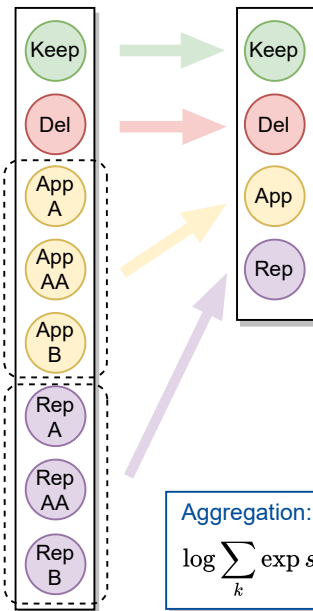 Keep
Del
App
A
App
AA
App
B
Rep
A
Rep
AA
Rep
B
Keep
Del
App
Rep
Aggregation:
log ∑ exp s
k